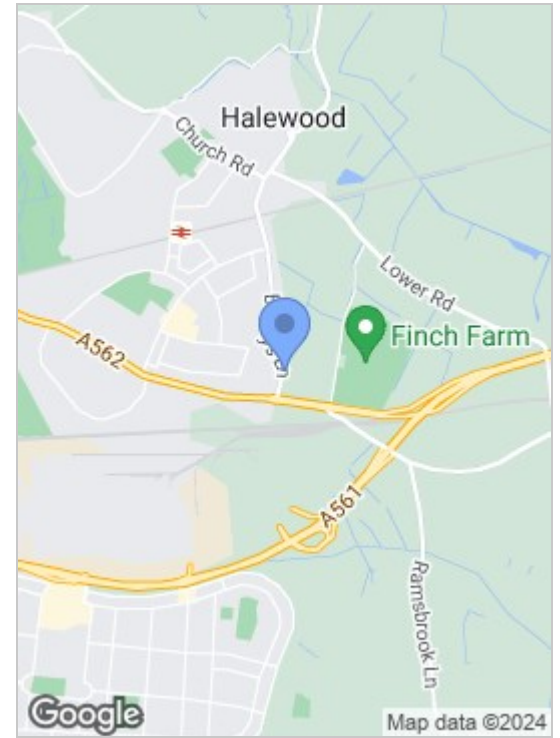 Halewood
Church Rd
Lower Rd
Finch Farm
A562
A561
Ramsbrook Ln
Google
Map data ©2024